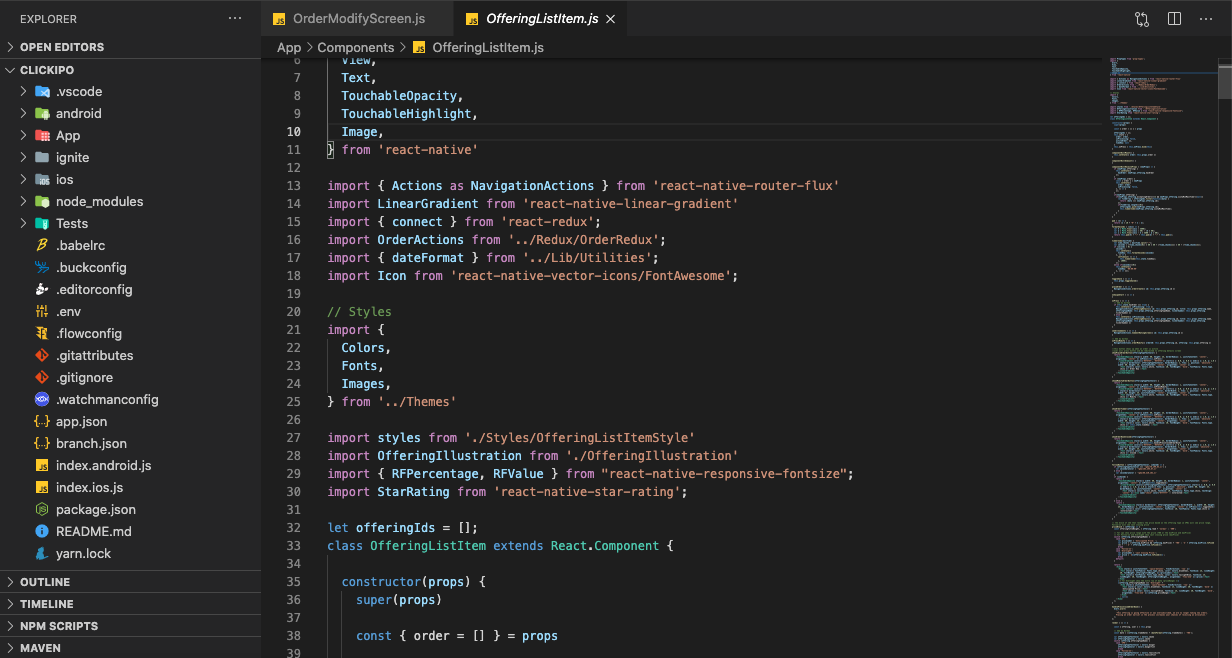 EXPLORER
OPEN EDITORS
CLICKIPO
.vscode
android
App
ignite
ios
node_modules
Tests
.babelrc
.buckconfig
.editorconfig
.env
.flowconfig
.gitattributes
.gitignore
.watchmanconfig
app.json
branch.json
index.android.js
index.ios.js
package.json
README.md
yarn.lock
OUTLINE
TIMELINE
NPM SCRIPTS
MAVEN
JS OrderModifyScreen.js
JS OfferingListItem.js
App > Components > JS OfferingListItem.js
6 View,
7 Text,
8 TouchableOpacity,
9 TouchableHighlight,
10 Image,
11 } from 'react-native'
12
13 import { Actions as NavigationActions } from 'react-native-router-flux'
14 import LinearGradient from 'react-native-linear-gradient'
15 import { connect } from 'react-redux';
16 import OrderActions from '../Redux/OrderRedux';
17 import { dateFormat } from '../Lib/Utilities';
18 import Icon from 'react-native-vector-icons/FontAwesome';
19
20 // Styles
21 import {
22 Colors,
23 Fonts,
24 Images,
25 } from '../Themes'
26
27 import styles from './Styles/OfferingListItemStyle'
28 import OfferingIllustration from './OfferingIllustration'
29 import { RFPercentage, RFValue } from "react-native-responsive-fontsize";
30 import StarRating from 'react-native-star-rating';
31
32 let offeringIds = [];
33 class OfferingListItem extends React.Component {
34
35 constructor(props) {
36 super(props)
37
38 const { order = [] } = props
39